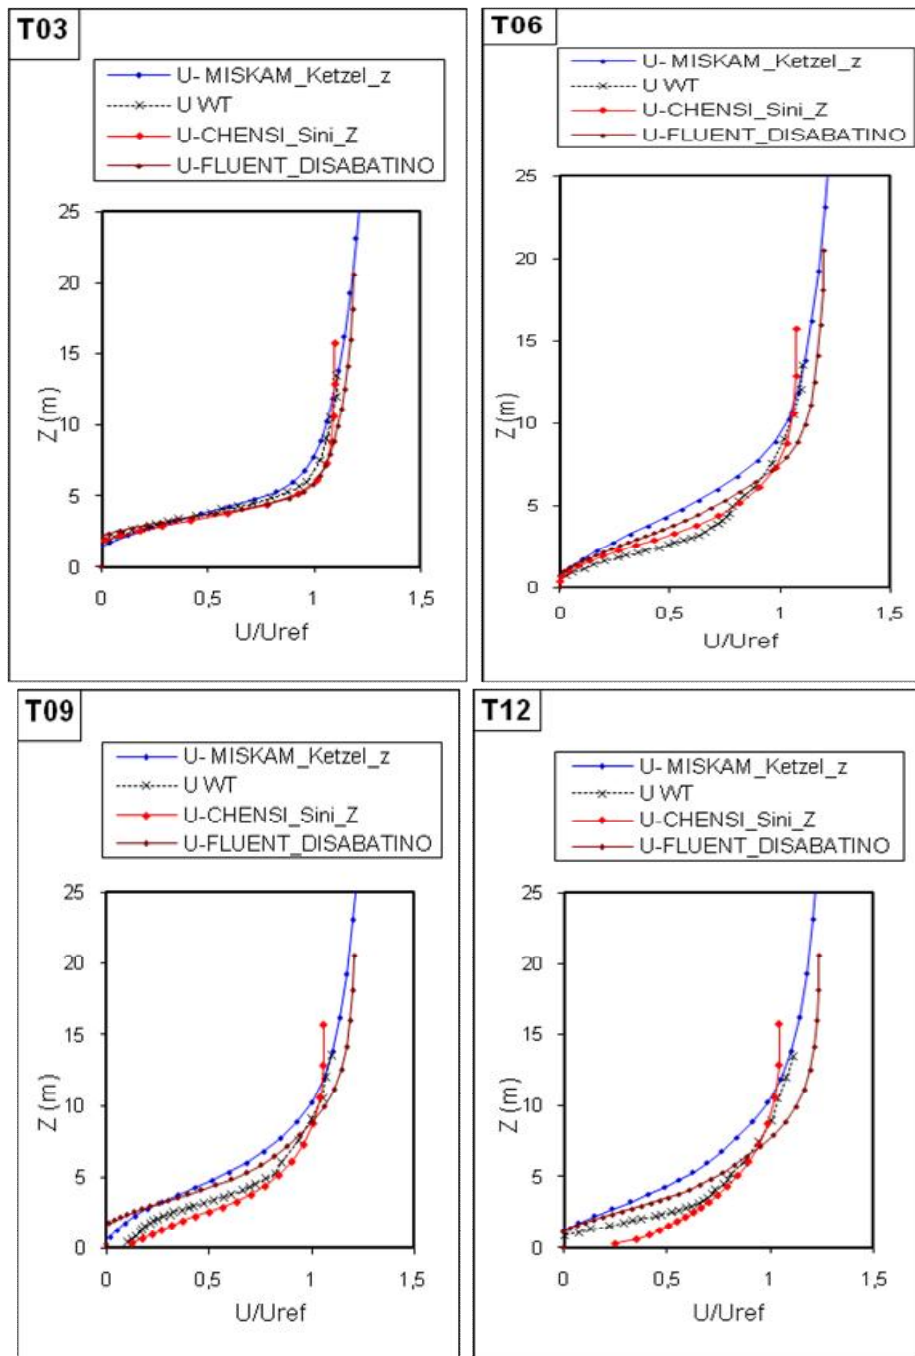 T03
U- MISKAM_Ketzel_z
U WT
U-CHENSI_Sini_Z
U-FLUENT_DISABATINO
25
20
15
10
5
0
Z (m)
0
0,5
1
1,5
U/Uref
T06
U- MISKAM_Ketzel_z
U WT
U-CHENSI_Sini_Z
U-FLUENT_DISABATINO
25
20
15
10
5
0
Z (m)
0
0,5
1
1,5
U/Uref
T09
U- MISKAM_Ketzel_z
U WT
U-CHENSI_Sini_Z
U-FLUENT_DISABATINO
25
20
15
10
5
0
Z (m)
0
0,5
1
1,5
U/Uref
T12
U- MISKAM_Ketzel_z
U WT
U-CHENSI_Sini_Z
U-FLUENT_DISABATINO
25
20
15
10
5
0
Z (m)
0
0,5
1
1,5
U/Uref